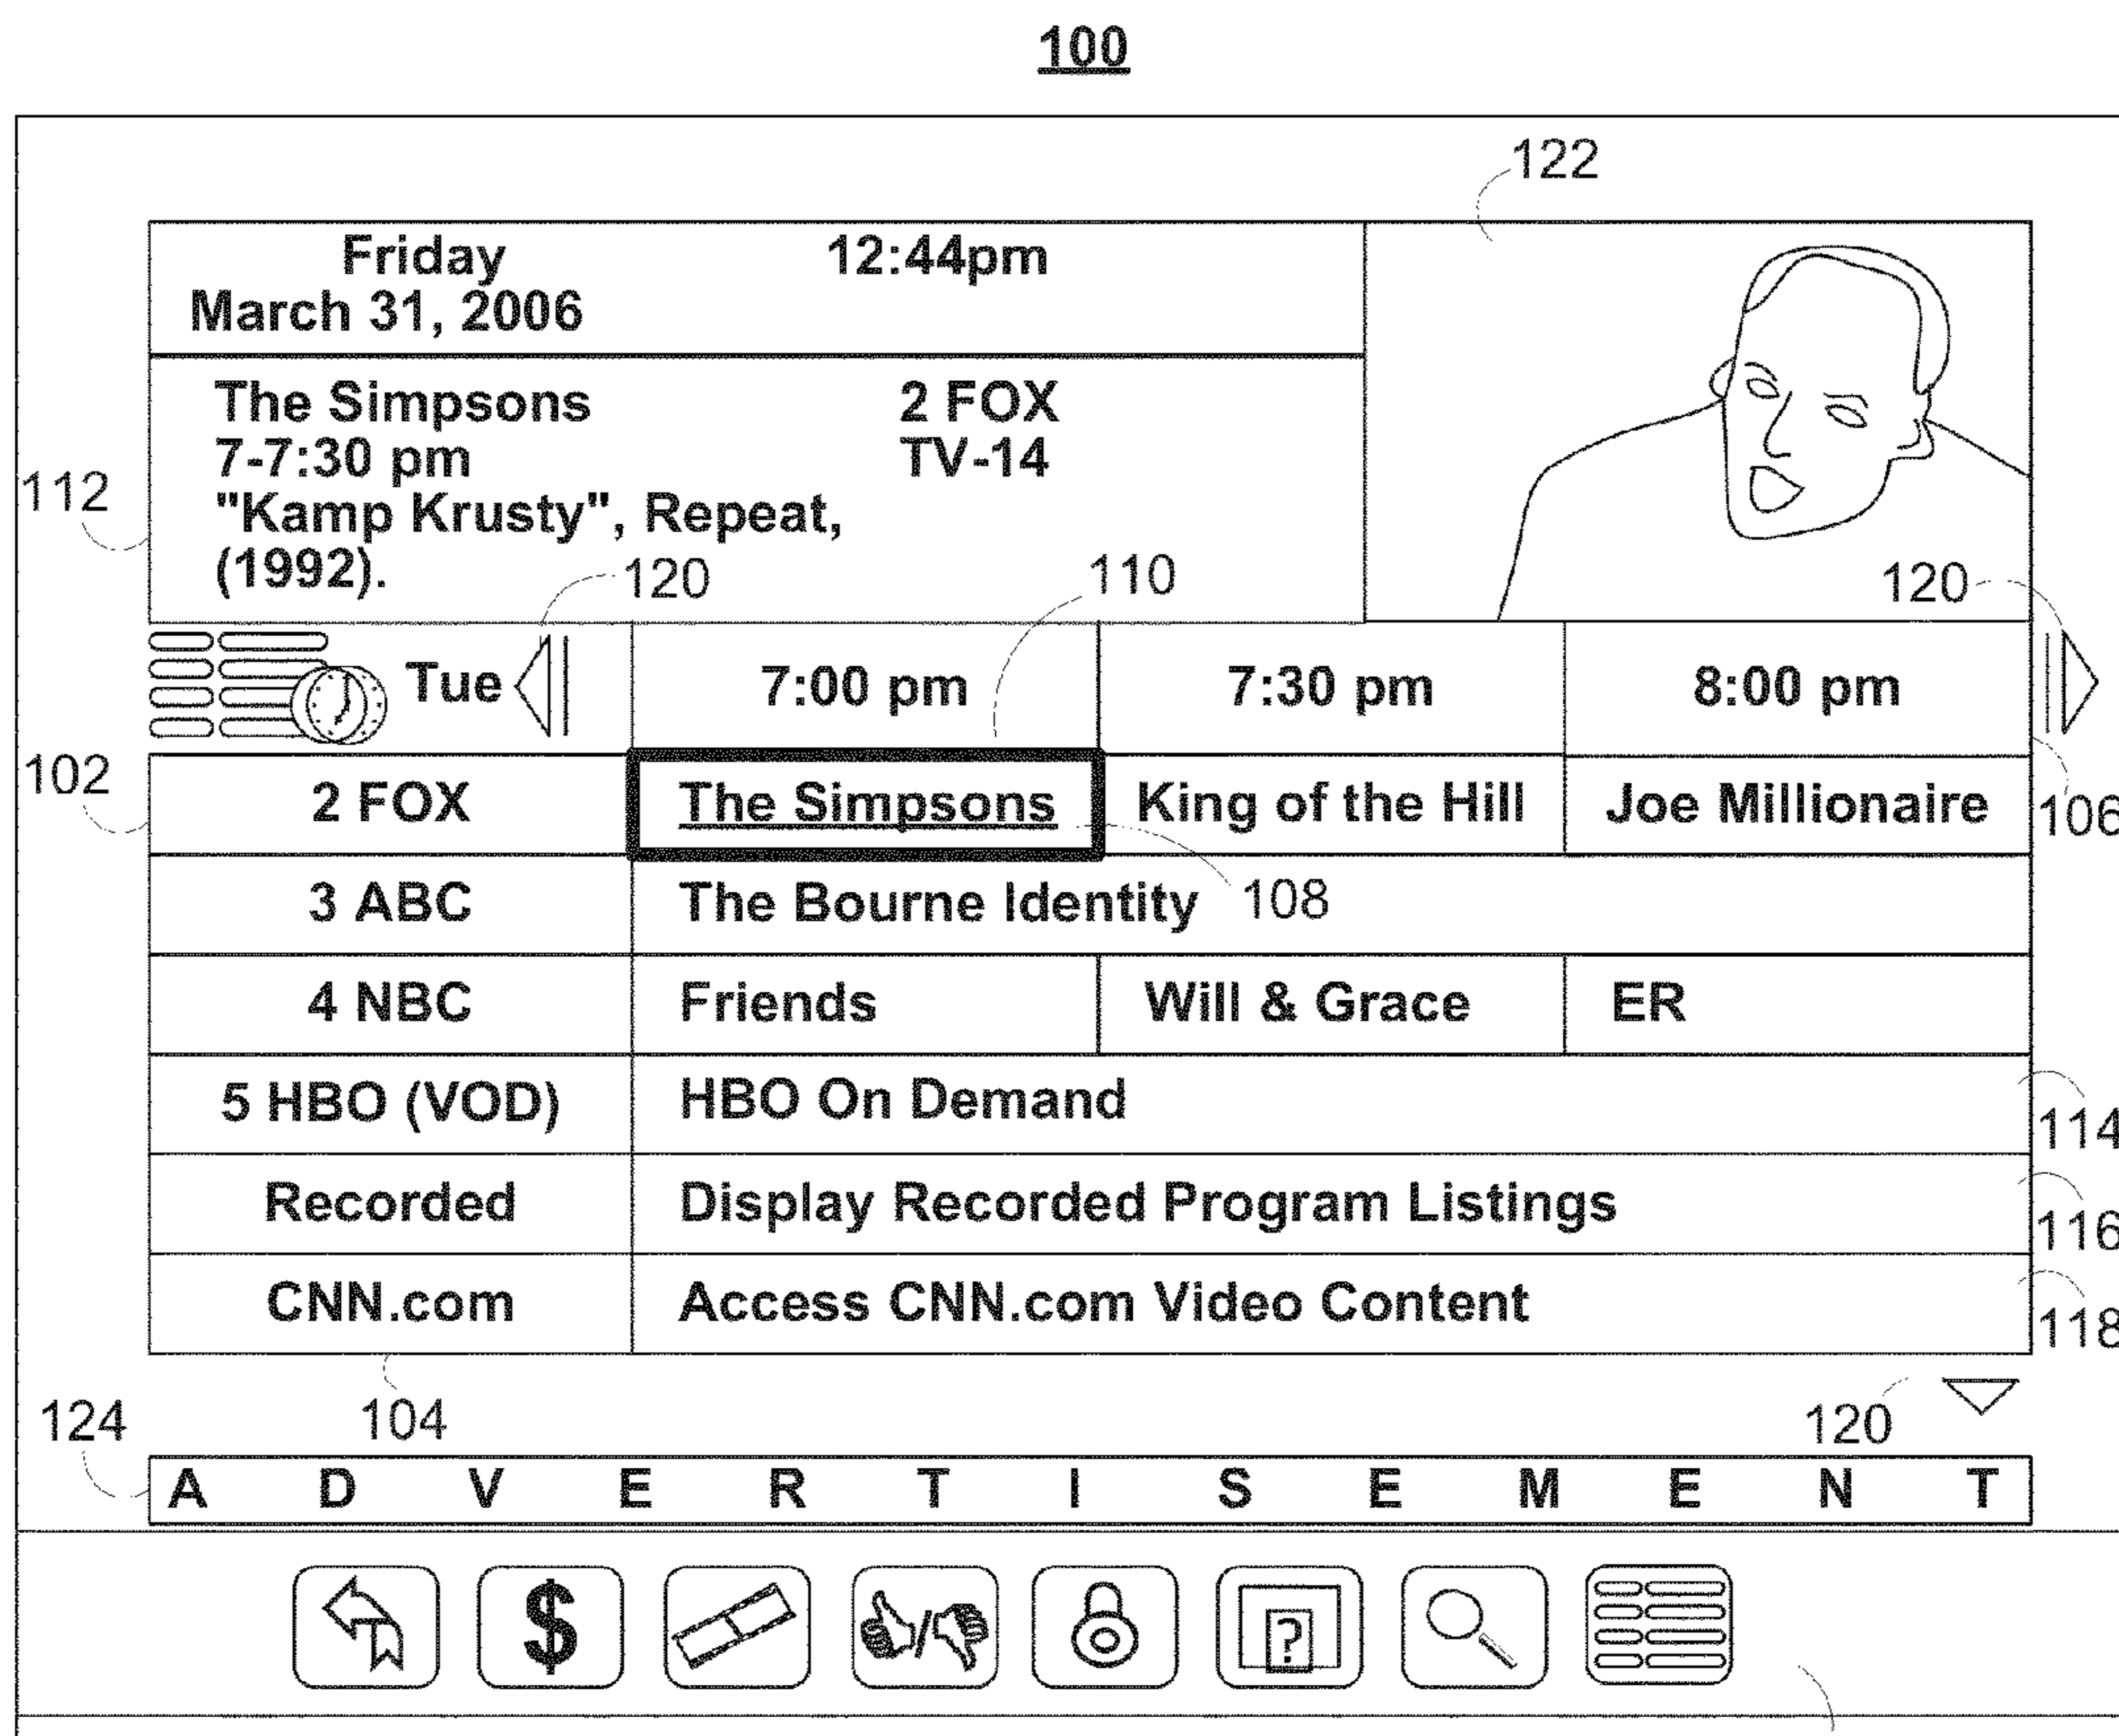 100
122
Friday 12:44pm
March 31, 2006
The Simpsons 2 FOX
7-7:30 pm TV-14
112
"Kamp Krusty", Repeat,
(1992).
120 110 120
Tue 7:00 pm 7:30 pm 8:00 pm
102
2 FOX The Simpsons King of the Hill Joe Millionaire
106
3 ABC The Bourne Identity 108
4 NBC Friends Will & Grace ER
5 HBO (VOD) HBO On Demand
114
Recorded Display Recorded Program Listings
116
CNN.com Access CNN.com Video Content
118
124 104 120
A D V E R T I S E M E N T
$ / ?